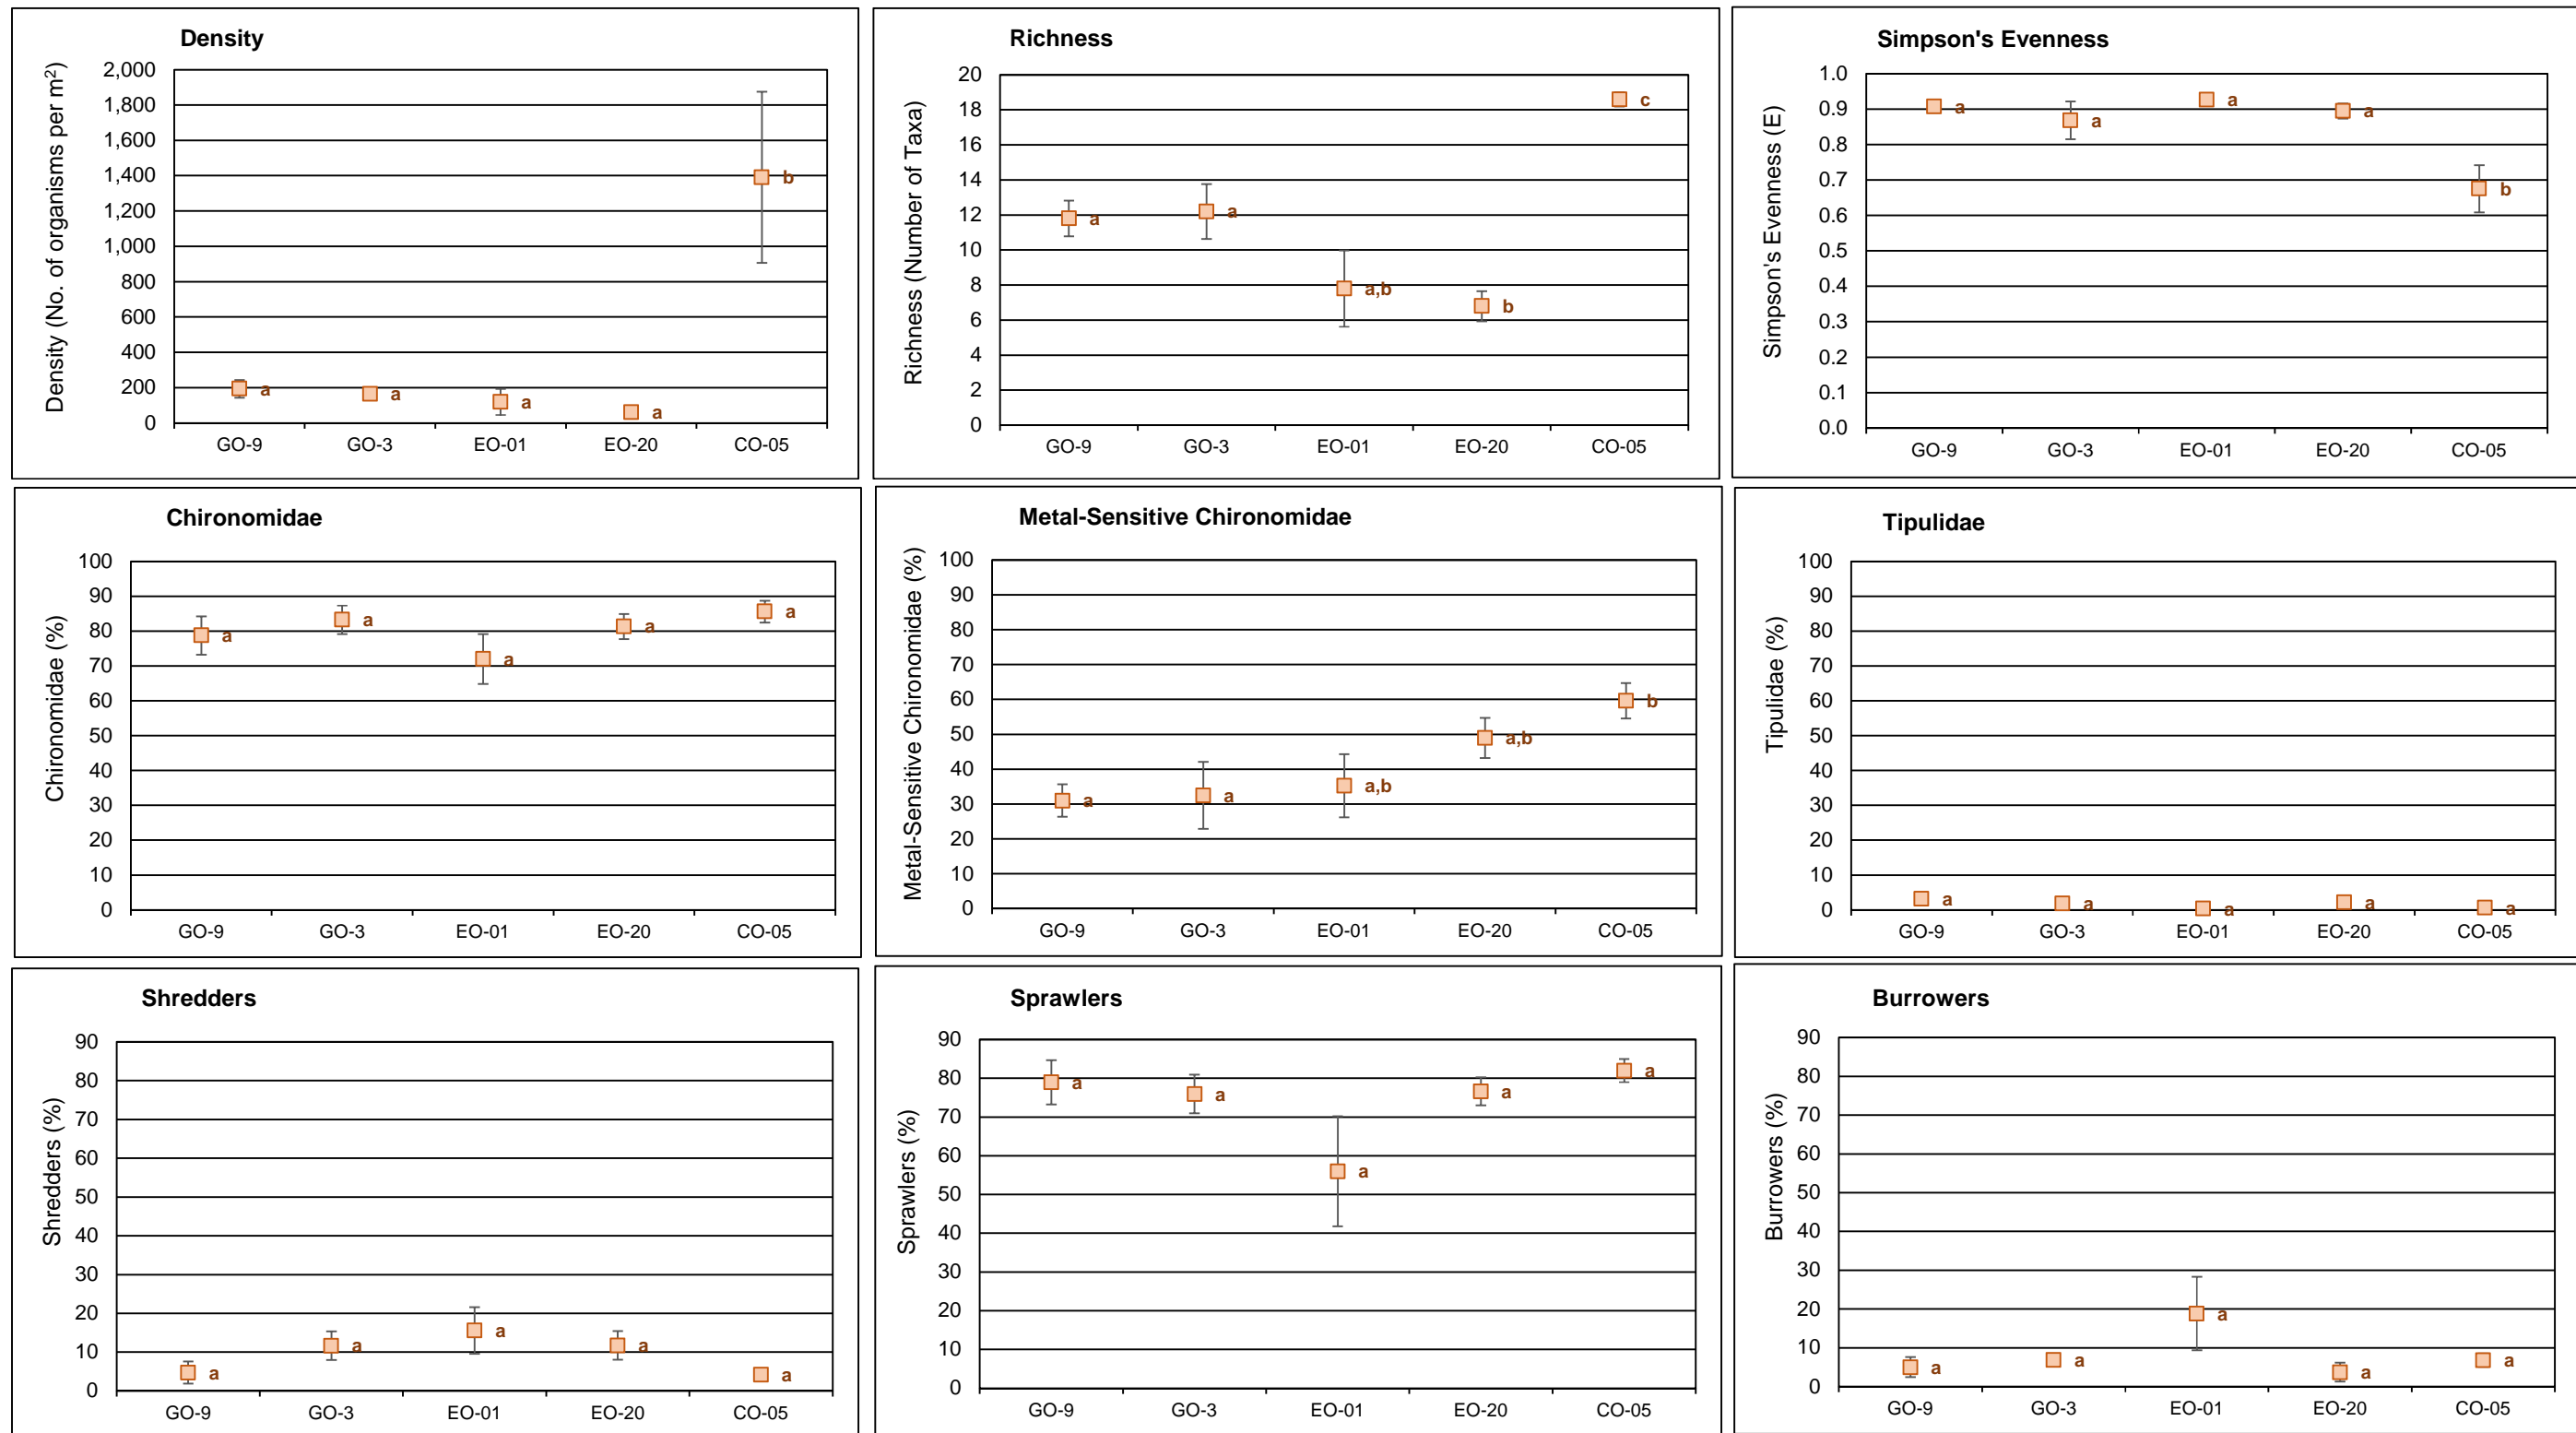 Density
Density (No. of organisms per m²)
2,000
1,800
1,600
1,400
1,200
1,000
800
600
400
200
0
a
a
a
a
b
GO-9 GO-3 EO-01 EO-20 CO-05
Richness
Richness (Number of Taxa)
20
18
16
14
12
10
8
6
4
2
0
a
a
a,b
b
c
GO-9 GO-3 EO-01 EO-20 CO-05
Simpson's Evenness
Simpson's Evenness (E)
1.0
0.9
0.8
0.7
0.6
0.5
0.4
0.3
0.2
0.1
0.0
a
a
a
a
b
GO-9 GO-3 EO-01 EO-20 CO-05
Chironomidae
Chironomidae (%)
100
90
80
70
60
50
40
30
20
10
0
a
a
a
a
a
GO-9 GO-3 EO-01 EO-20 CO-05
Metal-Sensitive Chironomidae
Metal-Sensitive Chironomidae (%)
100
90
80
70
60
50
40
30
20
10
0
a
a
a,b
a,b
b
GO-9 GO-3 EO-01 EO-20 CO-05
Tipulidae
Tipulidae (%)
100
90
80
70
60
50
40
30
20
10
0
a
a
a
a
a
GO-9 GO-3 EO-01 EO-20 CO-05
Shredders
Shredders (%)
90
80
70
60
50
40
30
20
10
0
a
a
a
a
a
GO-9 GO-3 EO-01 EO-20 CO-05
Sprawlers
Sprawlers (%)
90
80
70
60
50
40
30
20
10
0
a
a
a
a
a
GO-9 GO-3 EO-01 EO-20 CO-05
Burrowers
Burrowers (%)
90
80
70
60
50
40
30
20
10
0
a
a
a
a
a
GO-9 GO-3 EO-01 EO-20 CO-05